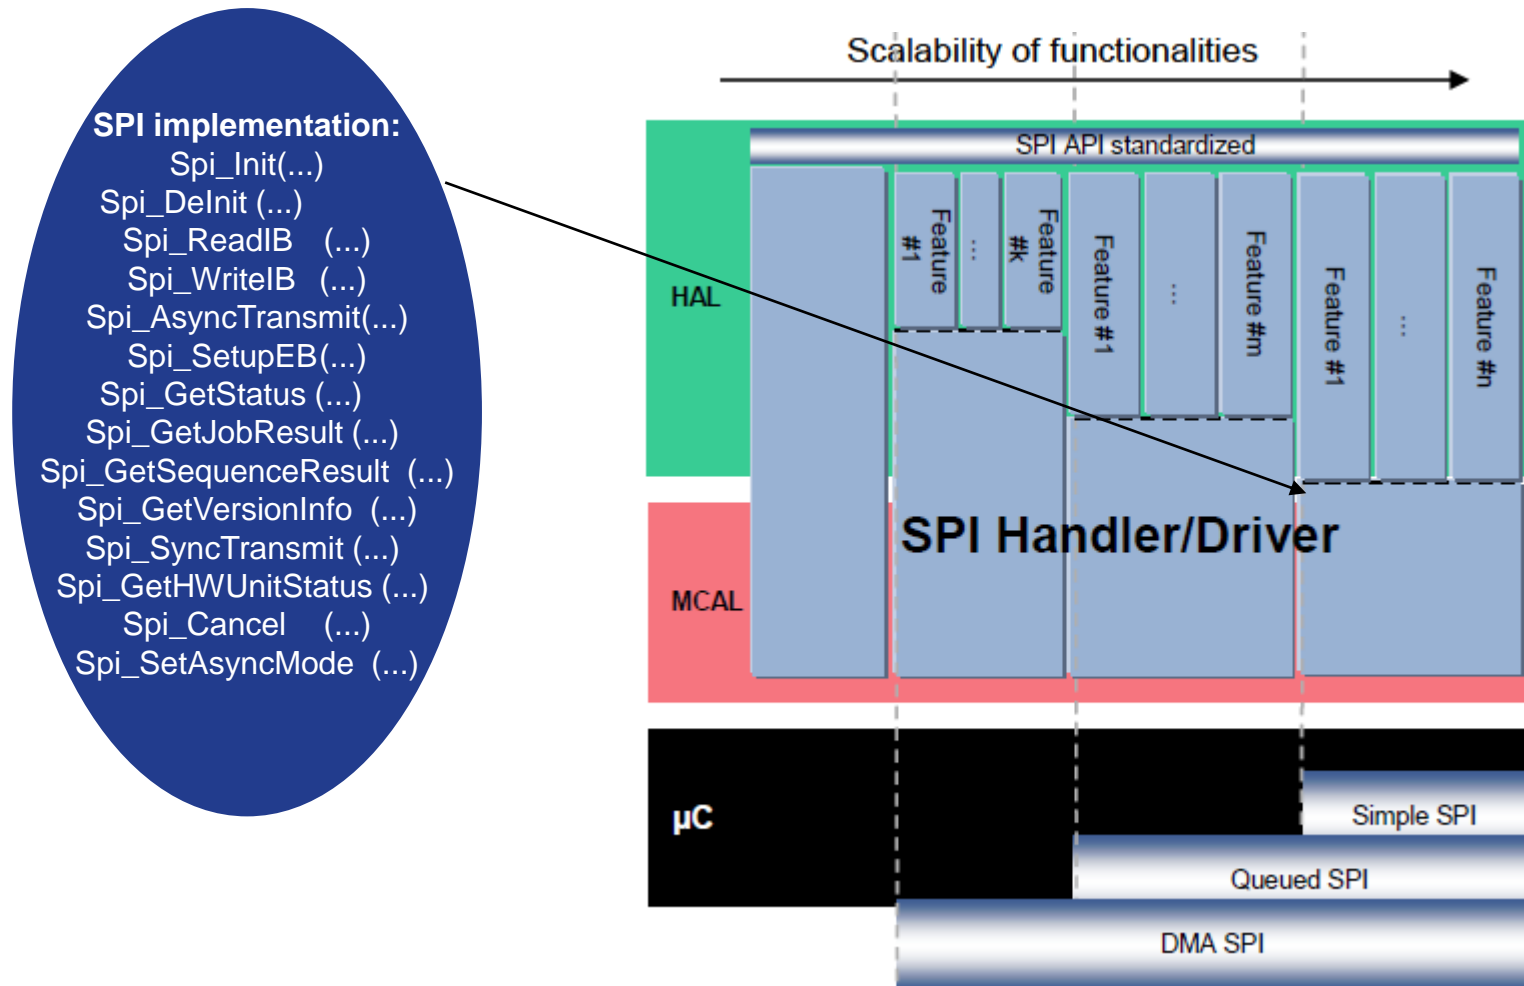 SPI implementation:
Spi_Init(...)
Spi_DeInit (...)
Spi_ReadIB (...)
Spi_WriteIB (...)
Spi_AsyncTransmit(...)
Spi_SetupEB(...)
Spi_GetStatus (...)
Spi_GetJobResult (...)
Spi_GetSequenceResult (...)
Spi_GetVersionInfo (...)
Spi_SyncTransmit (...)
Spi_GetHWUnitStatus (...)
Spi_Cancel (...)
Spi_SetAsyncMode (...)
Scalability of functionalities
SPI API standardized
HAL
Feature
#1
...
Feature
#k
Feature #1
...
Feature #m
Feature #1
...
Feature #n
SPI Handler/Driver
MCAL
µC
Simple SPI
Queued SPI
DMA SPI